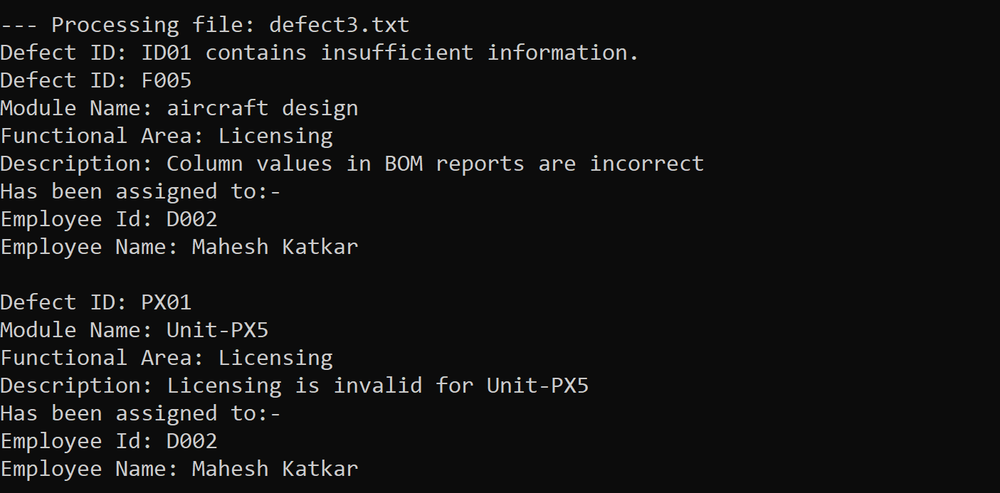 --- Processing file: defect3.txt
Defect ID: ID01 contains insufficient information.
Defect ID: F005
Module Name: aircraft design
Functional Area: Licensing
Description: Column values in BOM reports are incorrect
Has been assigned to:-
Employee Id: D002
Employee Name: Mahesh Katkar

Defect ID: PX01
Module Name: Unit-PX5
Functional Area: Licensing
Description: Licensing is invalid for Unit-PX5
Has been assigned to:-
Employee Id: D002
Employee Name: Mahesh Katkar